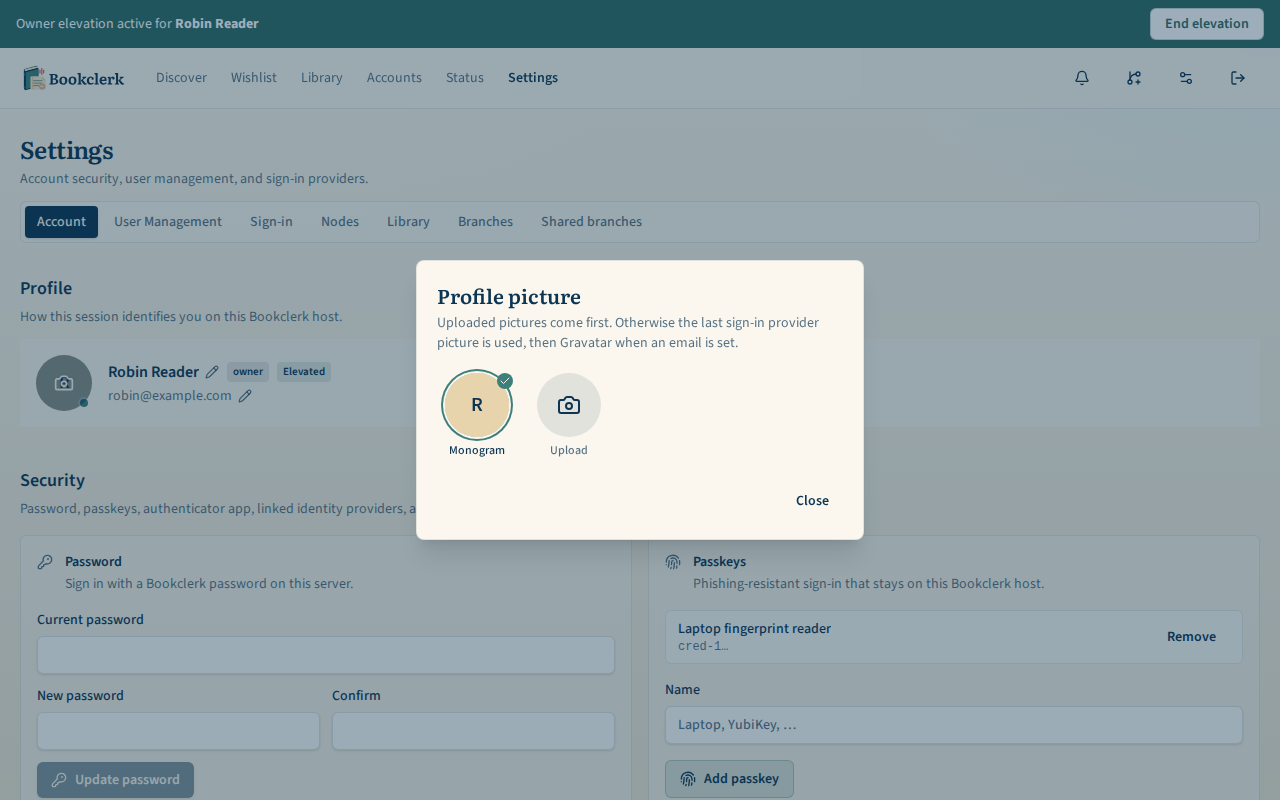 Owner elevation active for Robin Reader
End elevation
Bookclerk
Discover
Wishlist
Library
Accounts
Status
Settings
Settings
Account security, user management, and sign-in providers.
Account
User Management
Sign-in
Nodes
Library
Branches
Shared branches
Profile
How this session identifies you on this Bookclerk host.
Robin Reader
owner
Elevated
robin@example.com
Profile picture
Uploaded pictures come first. Otherwise the last sign-in provider
picture is used, then Gravatar when an email is set.
R
Monogram
Upload
Close
Security
Password, passkeys, authenticator app, linked identity providers, a
Password
Sign in with a Bookclerk password on this server.
Current password
New password
Confirm
Update password
Passkeys
Phishing-resistant sign-in that stays on this Bookclerk host.
Laptop fingerprint reader
cred-1…
Remove
Name
Laptop, YubiKey, …
Add passkey